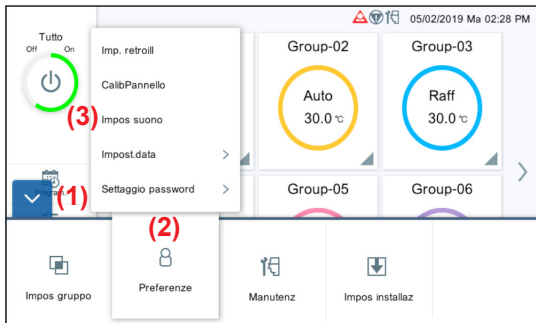 05/02/2019 Ma 02:28 PM
Tutto
Off On
Imp. retroill
CalibPannello
(3) Impos suono
Impost.data >
Settaggio password >
Group-02
Auto
30.0 ℃
Group-03
Raff
30.0 ℃
Program.
(1)
Group-05
Group-06
(2)
Impos gruppo
Preferenze
Manutenz
Impos installaz